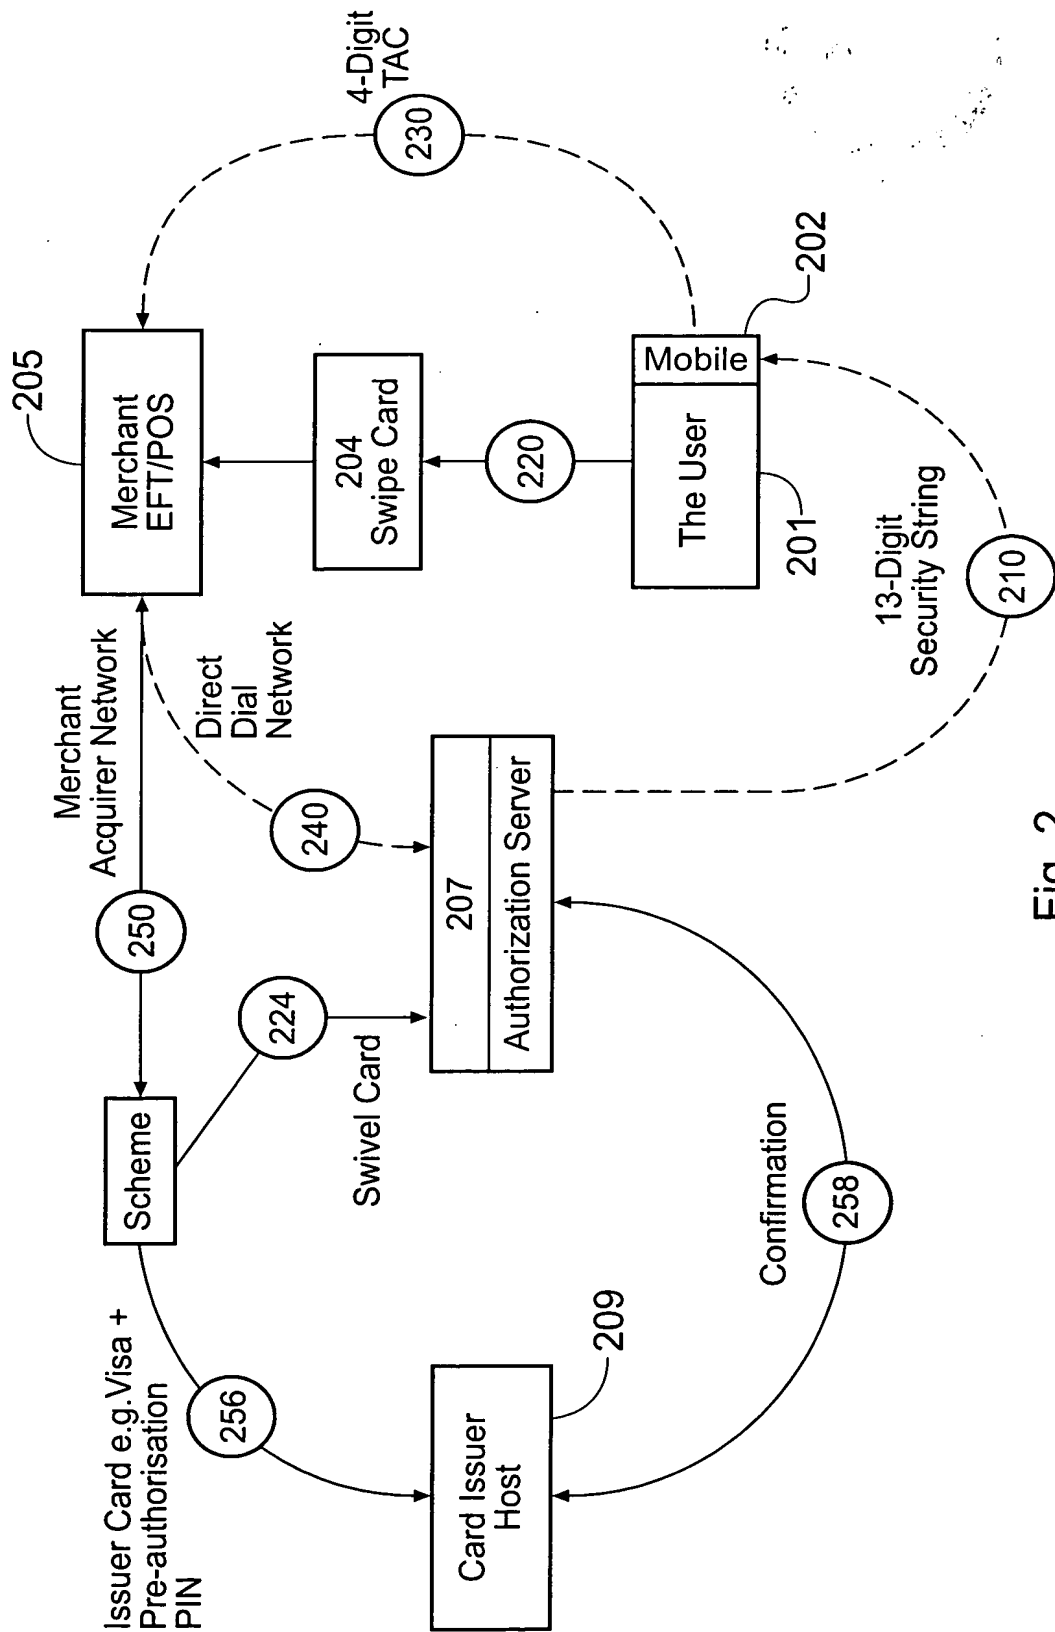 Issuer Card e.g.Visa +
Pre-authorisation
PIN
256
Scheme
250
Merchant
Acquirer Network
224
Swivel Card
Direct
Dial
Network
240
Merchant
EFT/POS
205
204
Swipe Card
220
230
4-Digit
TAC
Card Issuer
Host
209
207
Authorization Server
The User
Mobile
201
202
Confirmation
258
13-Digit
Security String
210
Fig. 2